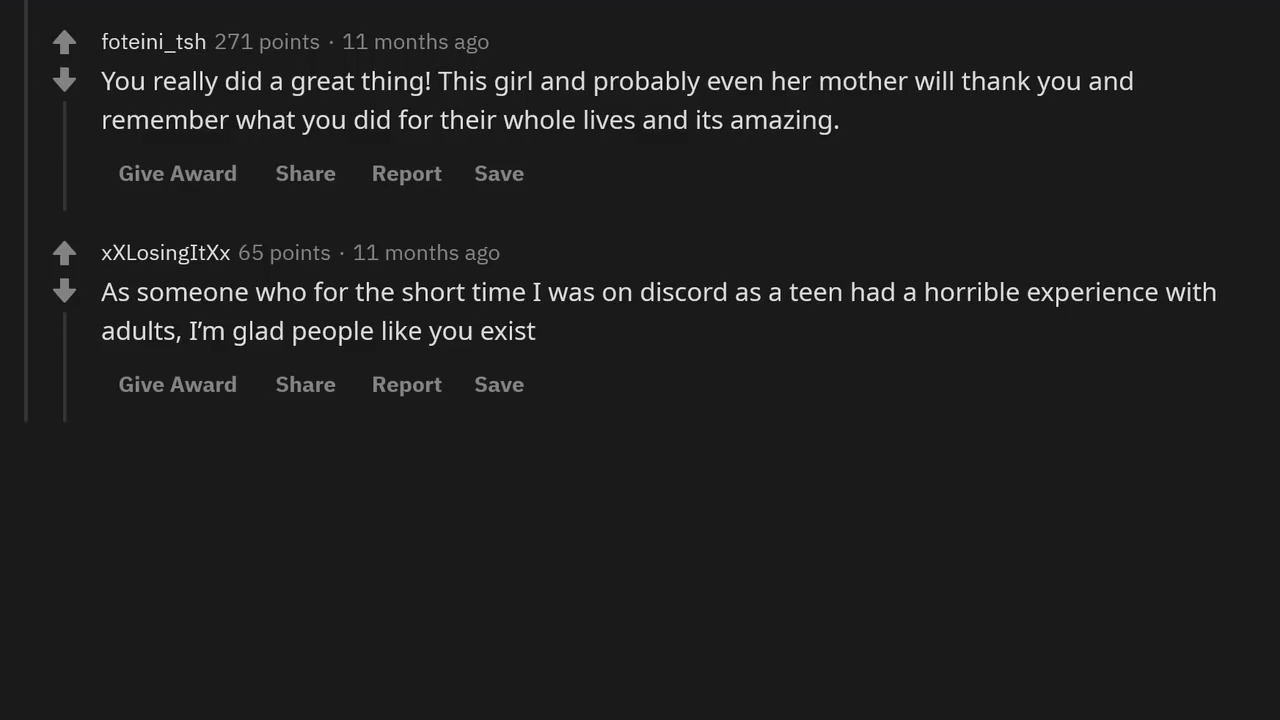 foteini_tsh 271 points · 11 months ago
You really did a great thing! This girl and probably even her mother will thank you and
remember what you did for their whole lives and its amazing.
Give Award Share Report Save
xXLosingItXx 65 points · 11 months ago
As someone who for the short time I was on discord as a teen had a horrible experience with
adults, I’m glad people like you exist
Give Award Share Report Save